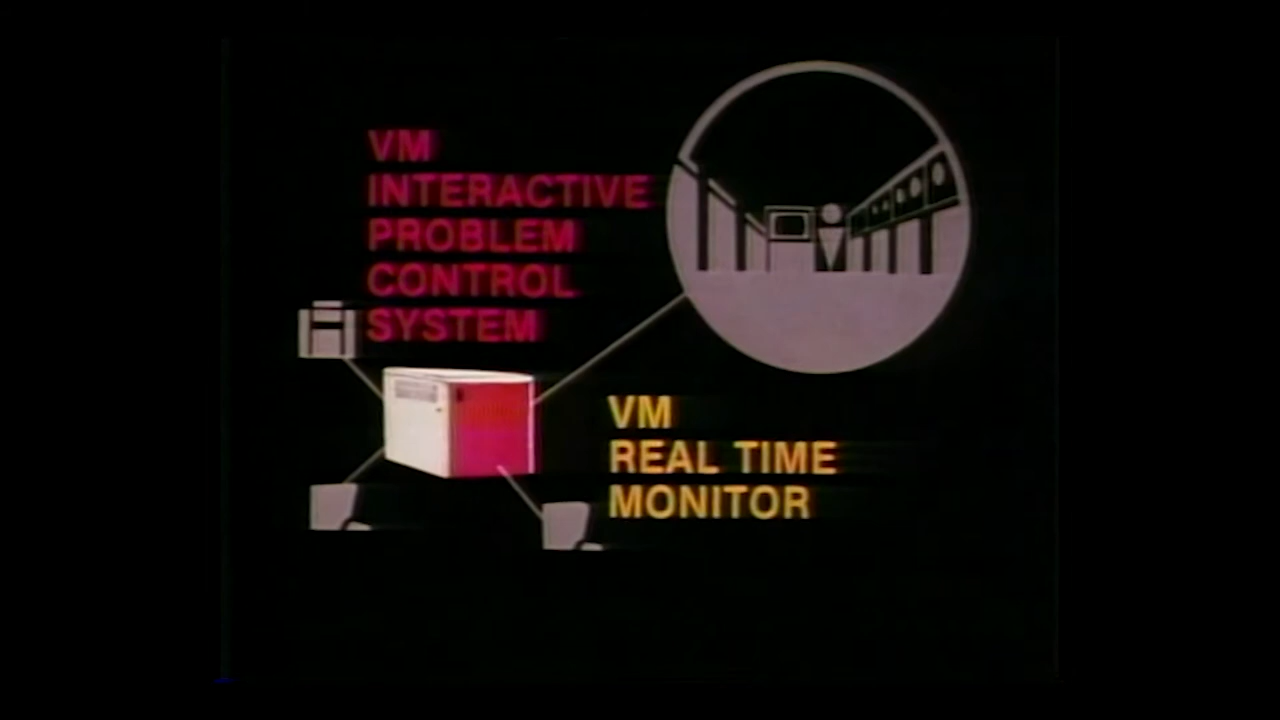 VM
INTERACTIVE
PROBLEM
CONTROL
SYSTEM
VM
REAL TIME
MONITOR